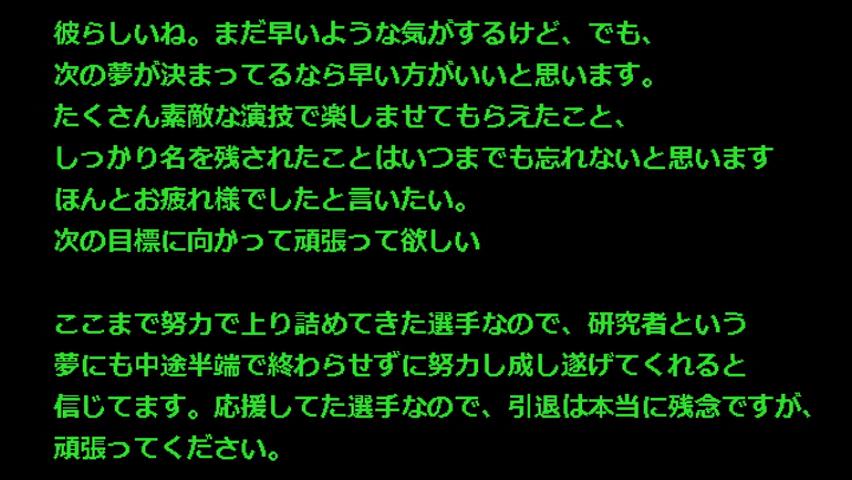 彼らしいね。まだ早いような気がするけど、でも、
次の夢が決まってるなら早い方がいいと思います。
たくさん素敵な演技で楽しませてもらえたこと、
しっかり名を残されたことはいつまでも忘れないと思います
ほんとお疲れ様でしたと言いたい。
次の目標に向かって頑張って欲しい
ここまで努力で上り詰めてきた選手なので、研究者という
夢にも中途半端で終わらせずに努力し成し遂げてくれると
信じてます。応援してた選手なので、引退は本当に残念ですが、
頑張ってください。